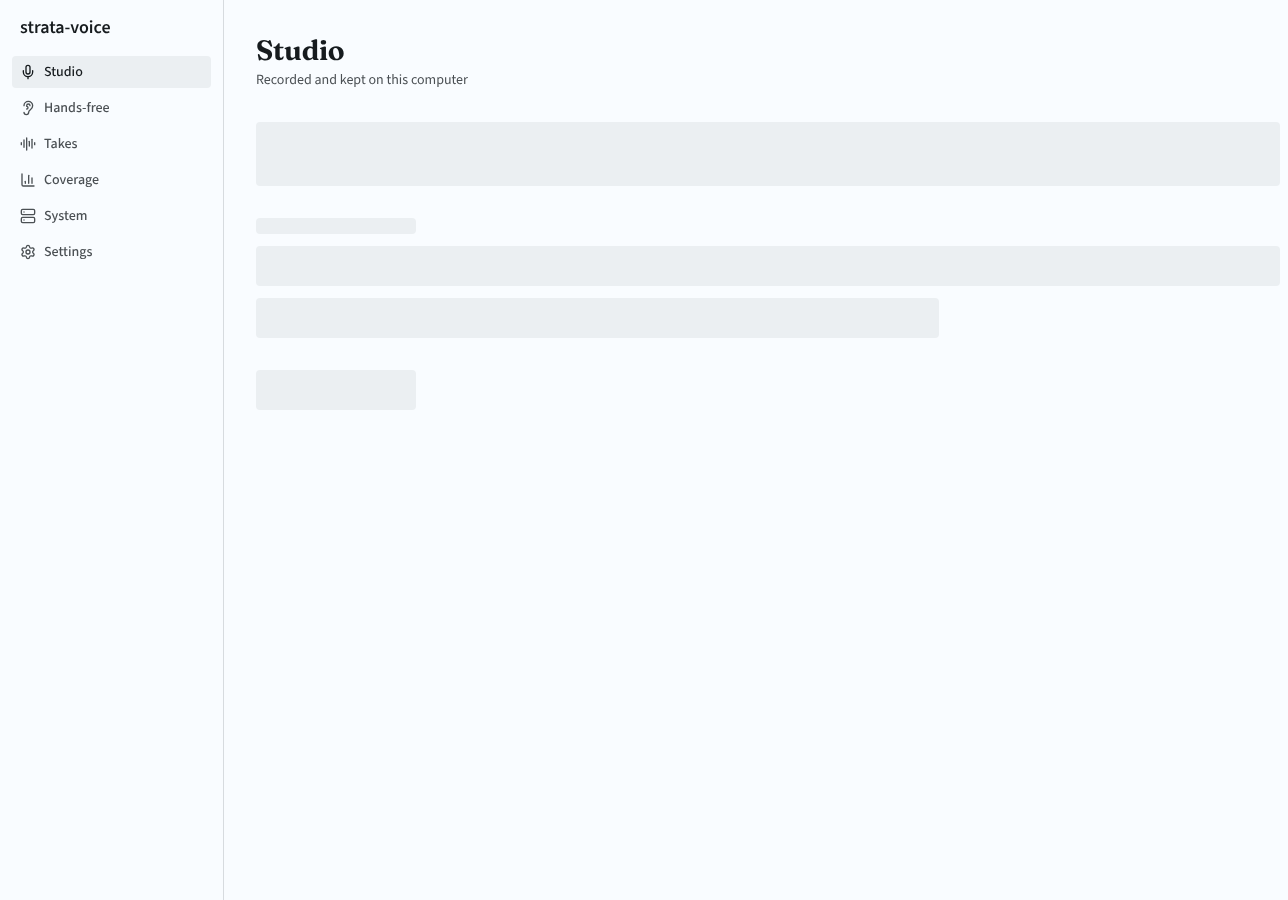 strata-voice
Studio
Hands-free
Takes
Coverage
System
Settings
Studio
Recorded and kept on this computer